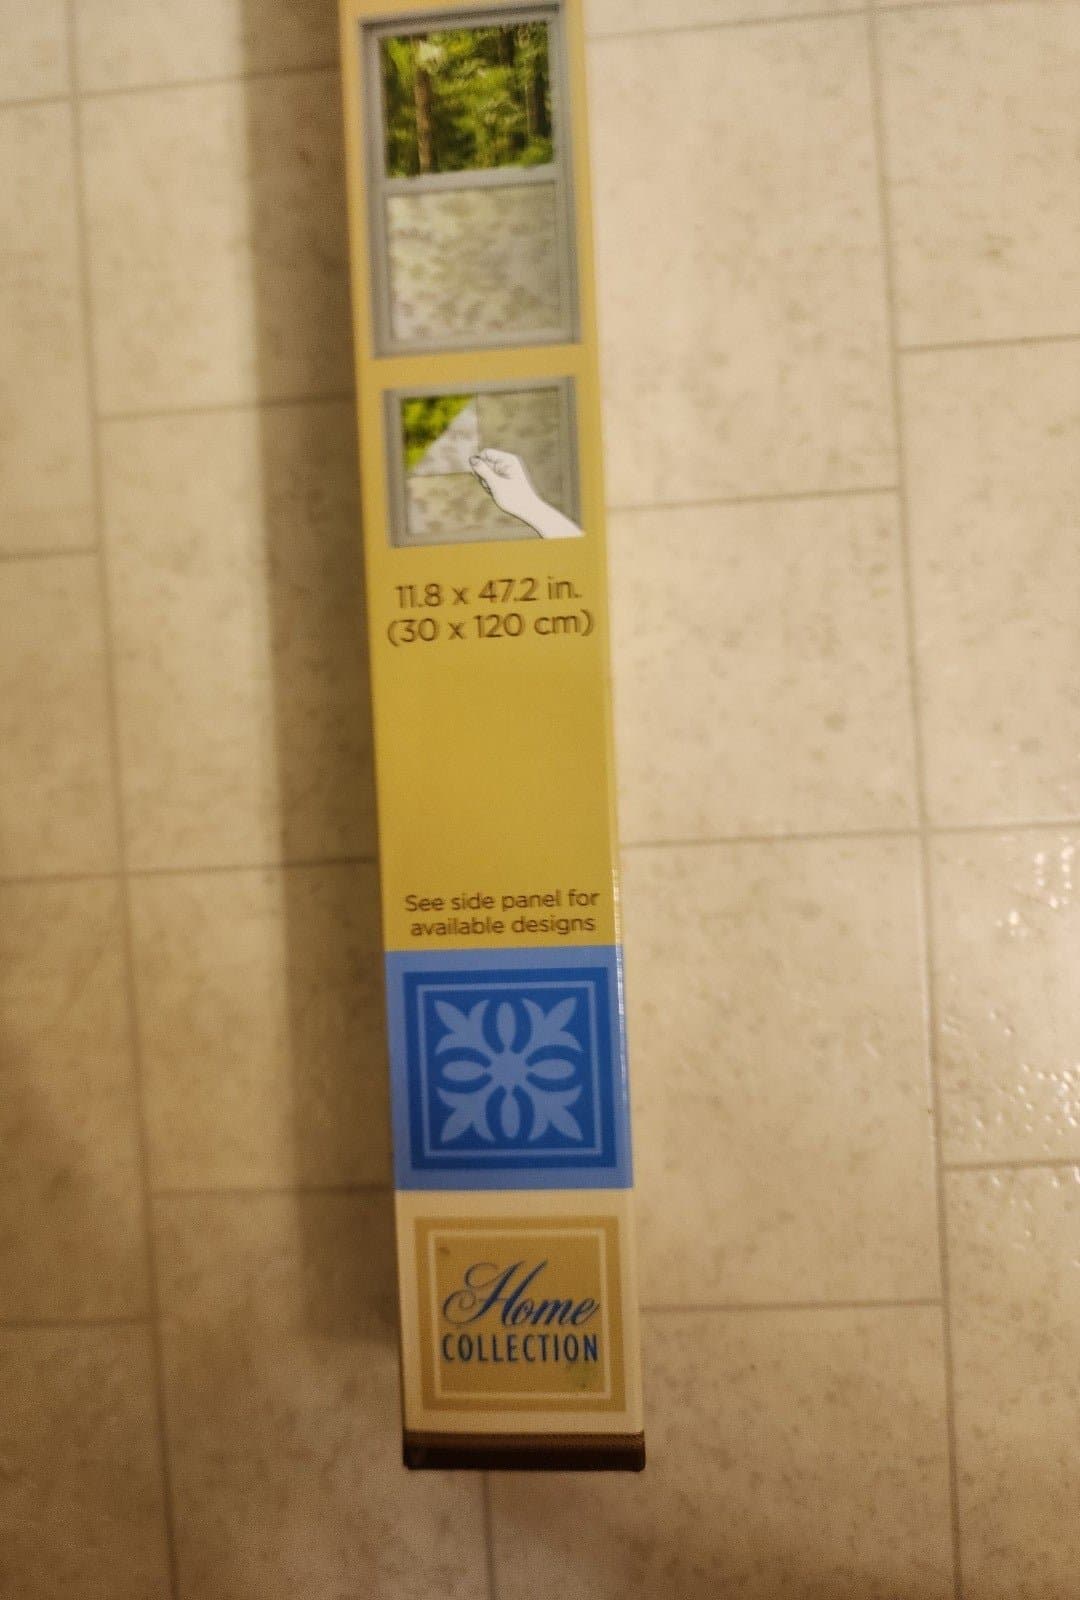 11.8 x 47.2 in.
(30 x 120 cm)
See side panel for
available designs
Home
COLLECTION